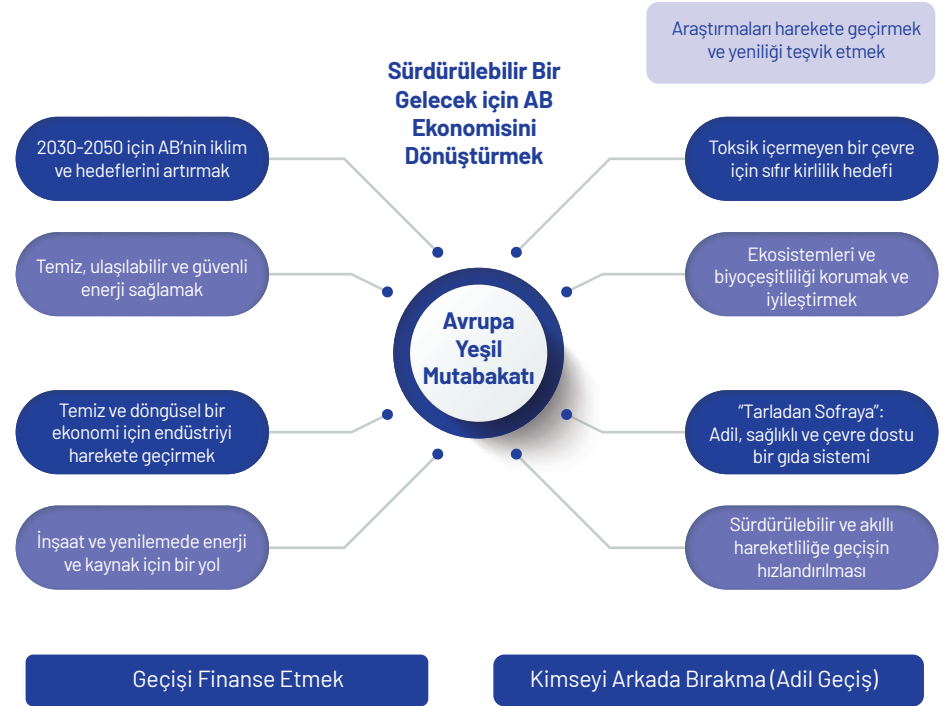 Araştırmaları harekete geçirmek
ve yeniliği teşvik etmek
Sürdürülebilir Bir
Gelecek için AB
Ekonomisini
Dönüştürmek
2030-2050 için AB’nin iklim
ve hedeflerini artırmak
Toksik içermeyen bir çevre
için sıfır kirlilik hedefi
Temiz, ulaşılabilir ve güvenli
enerji sağlamak
Ekosistemleri ve
biyoçeşitliliği korumak ve
iyileştirmek
Avrupa
Yeşil
Mutabakatı
Temiz ve döngüsel bir
ekonomi için endüstriyi
harekete geçirmek
“Tarladan Sofraya”:
Adil, sağlıklı ve çevre dostu
bir gıda sistemi
İnşaat ve yenilemede enerji
ve kaynak için bir yol
Sürdürülebilir ve akıllı
hareketliliğe geçişin
hızlandırılması
Geçişi Finanse Etmek
Kimseyi Arkada Bırakma (Adil Geçiş)